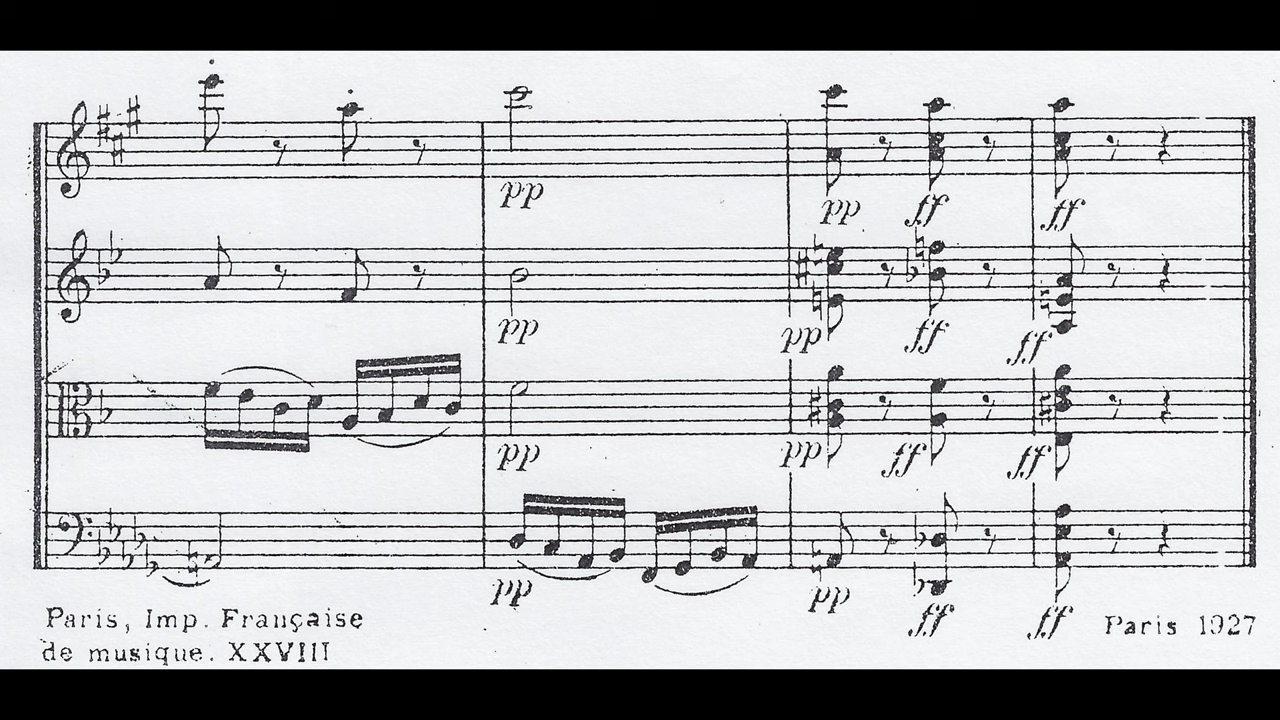 pp pp ff ff
pp pp ff ff
pp pp ff ff
pp pp ff ff
Paris, Imp. Française
de musique. XXVIII
Paris 1927